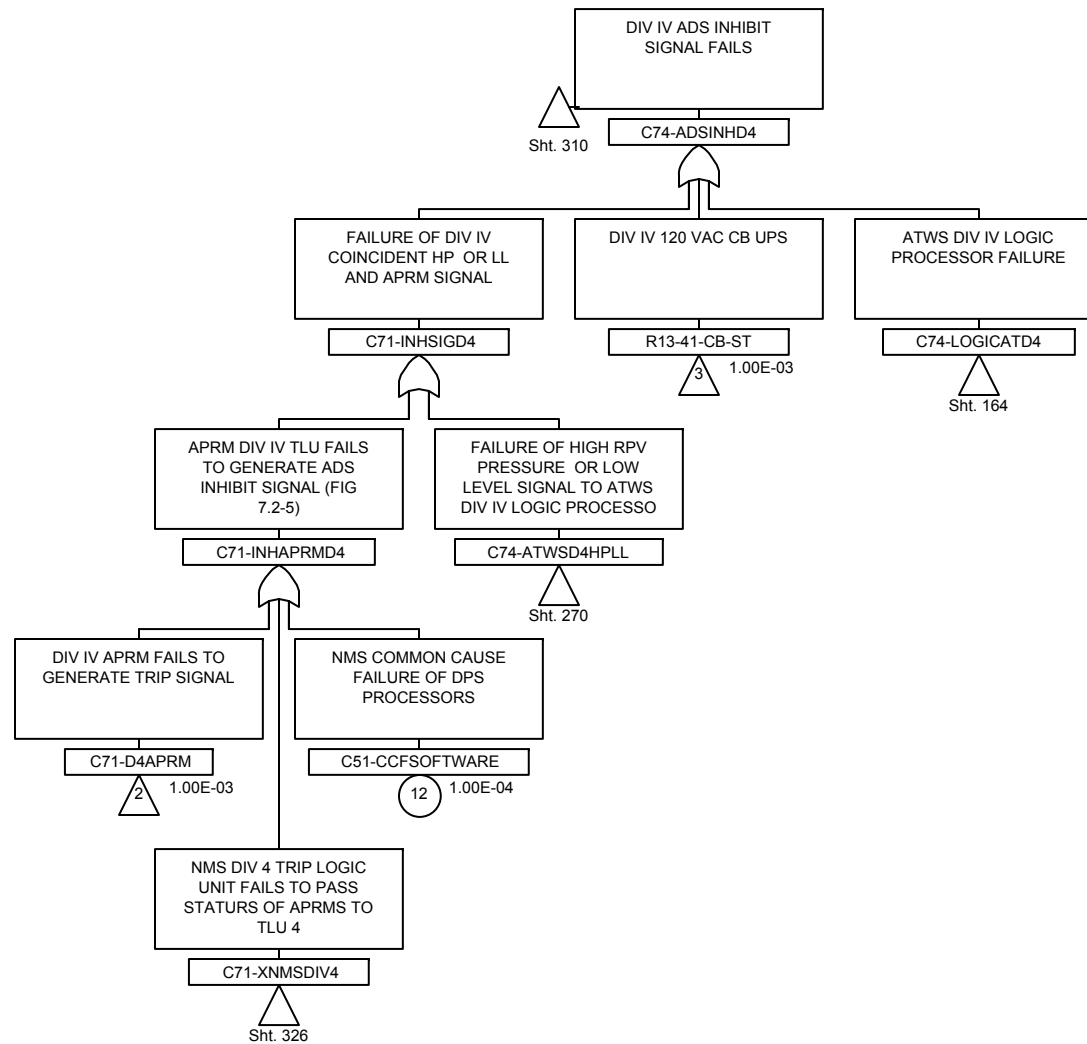 DIV IV ADS INHIBIT
SIGNAL FAILS
Sht. 310
C74-ADSINHD4
FAILURE OF DIV IV
COINCIDENT HP OR LL
AND APRM SIGNAL
C71-INHSIGD4
DIV IV 120 VAC CB UPS
R13-41-CB-ST
3
1.00E-03
ATWS DIV IV LOGIC
PROCESSOR FAILURE
C74-LOGICATD4
Sht. 164
APRM DIV IV TLU FAILS
TO GENERATE ADS
INHIBIT SIGNAL (FIG
7.2-5)
C71-INHAPRMD4
FAILURE OF HIGH RPV
PRESSURE OR LOW
LEVEL SIGNAL TO ATWS
DIV IV LOGIC PROCESSO
C74-ATWSD4HPLL
Sht. 270
DIV IV APRM FAILS TO
GENERATE TRIP SIGNAL
C71-D4APRM
2
1.00E-03
NMS COMMON CAUSE
FAILURE OF DPS
PROCESSORS
C51-CCFSOFTWARE
12
1.00E-04
NMS DIV 4 TRIP LOGIC
UNIT FAILS TO PASS
STATURS OF APRMS TO
TLU 4
C71-XNMSDIV4
Sht. 326